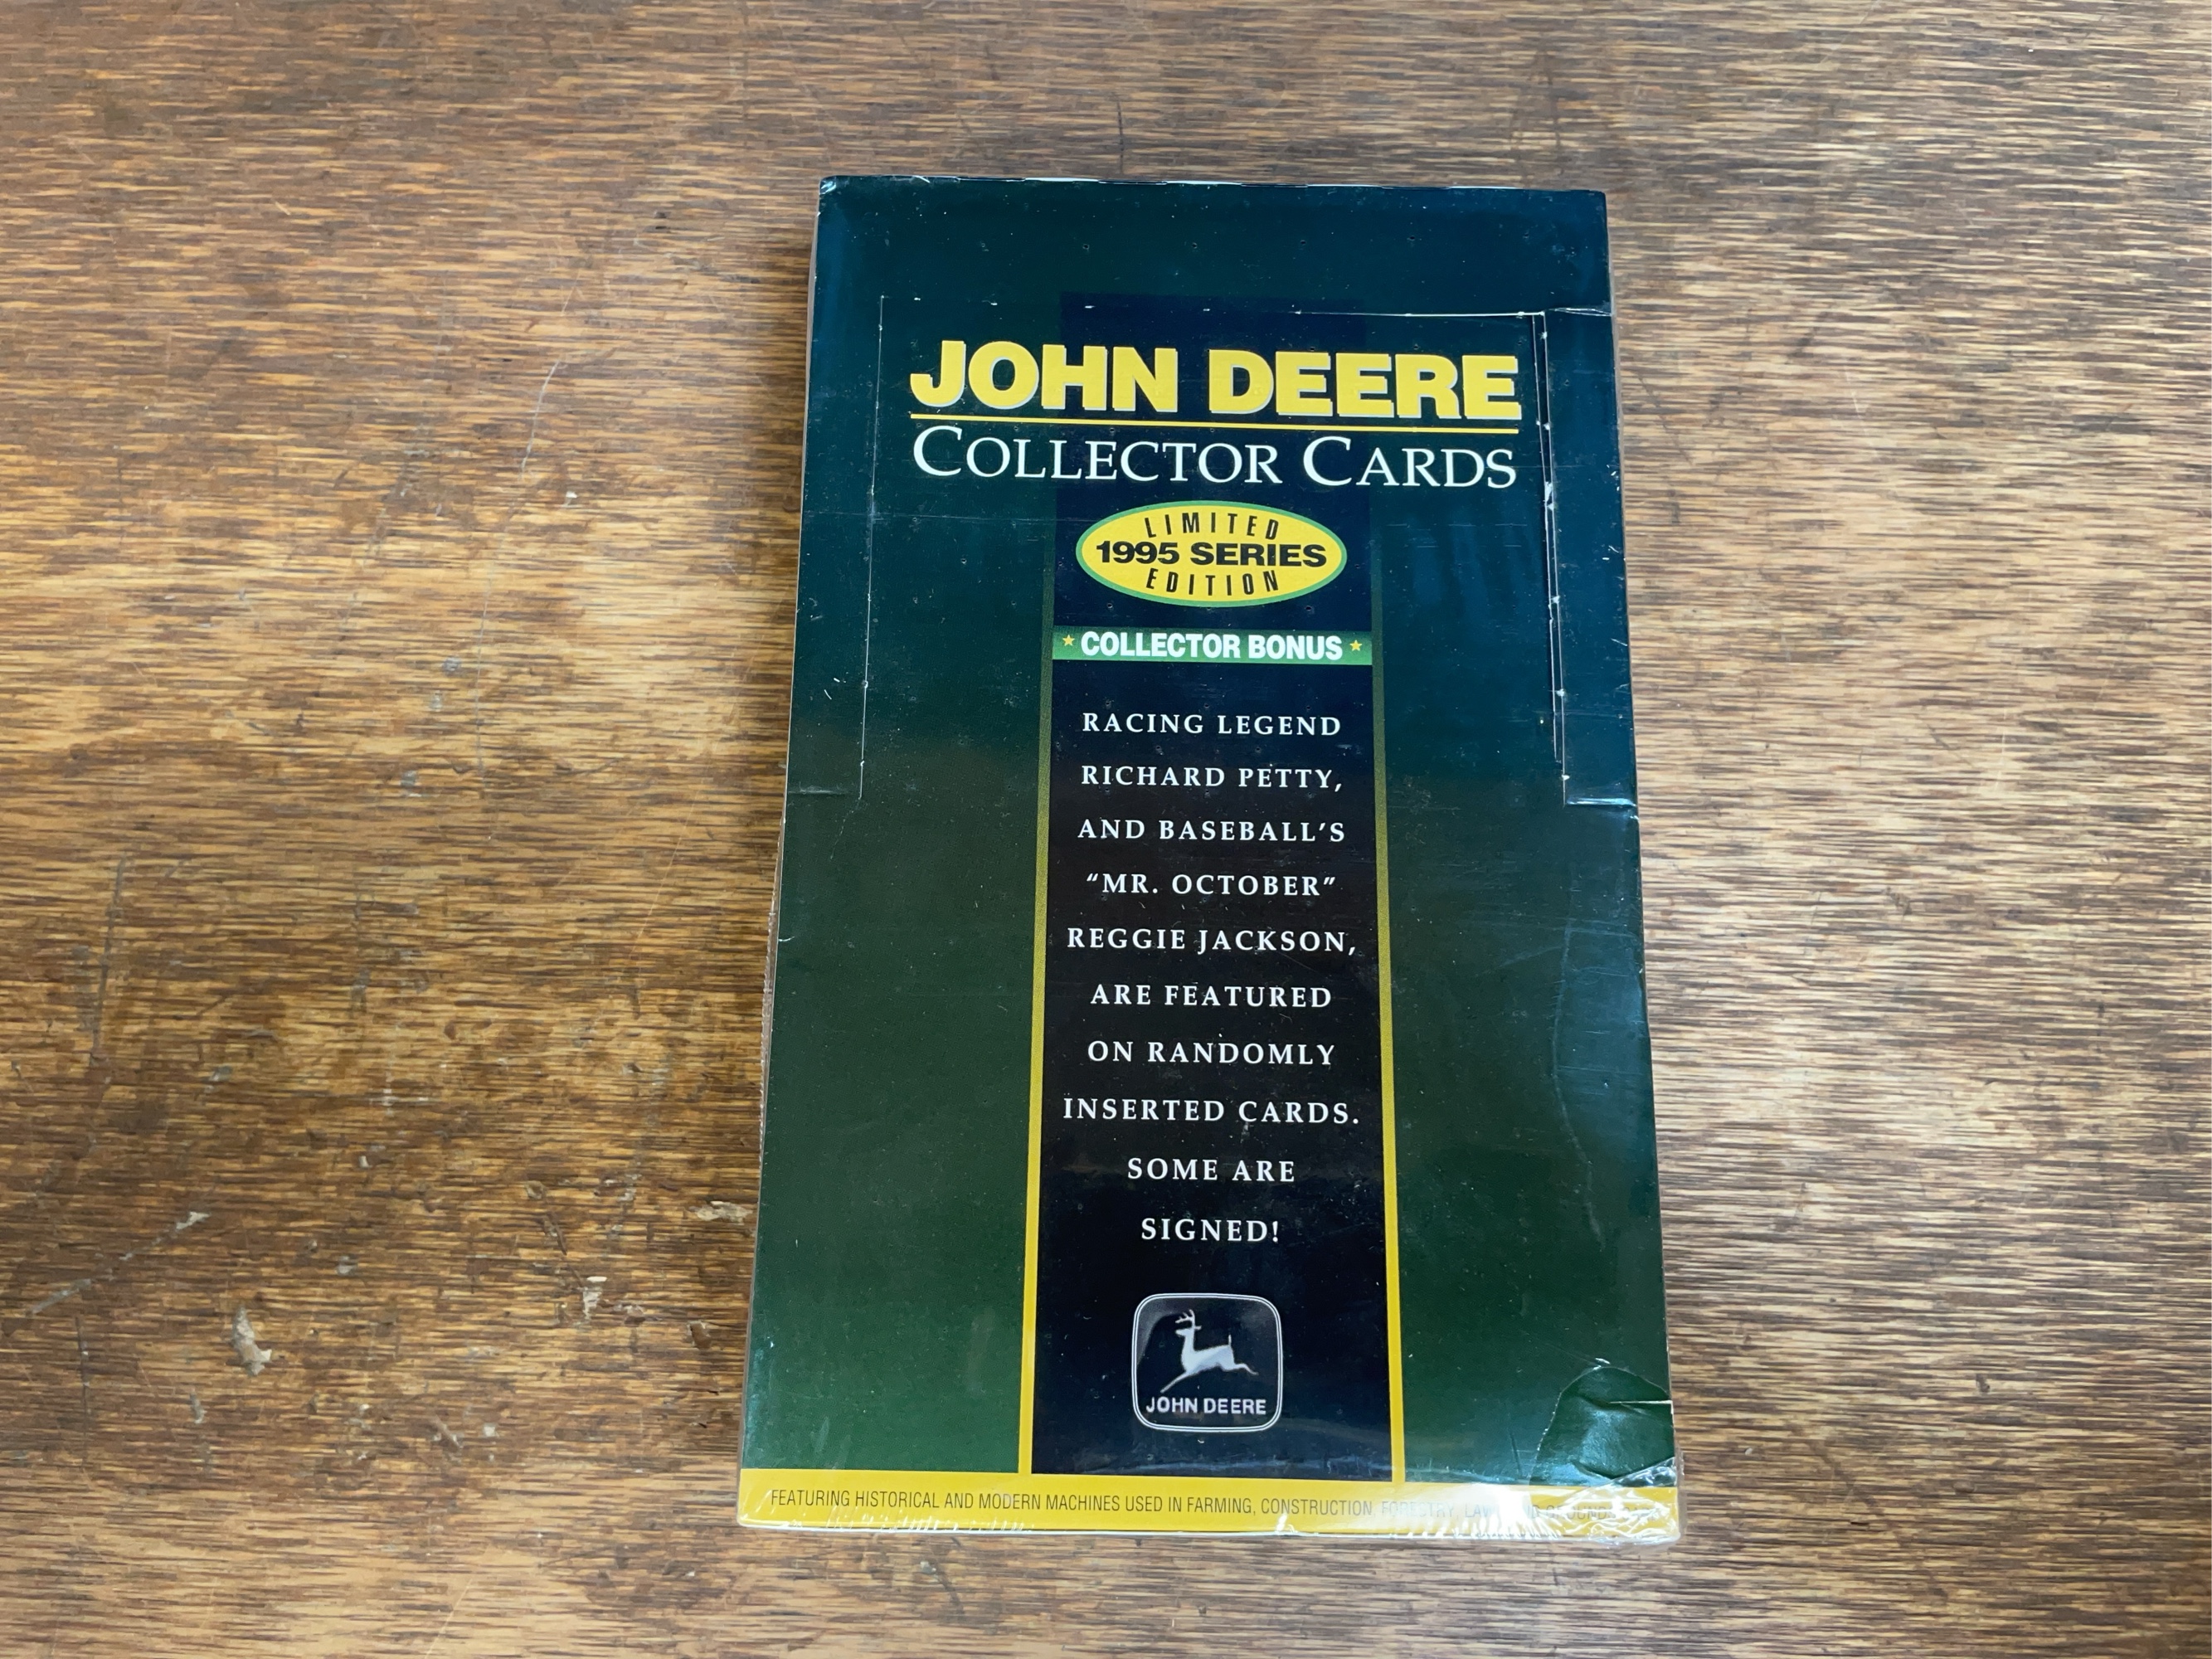 JOHN DEERE
COLLECTOR CARDS
LIMITED
1995 SERIES
EDITION
COLLECTOR BONUS
RACING LEGEND
RICHARD PETTY,
AND BASEBALL'S
"MR. OCTOBER"
REGGIE JACKSON,
ARE FEATURED
ON RANDOMLY
INSERTED CARDS.
SOME ARE
SIGNED!
JOHN DEERE
FEATURING HISTORICAL AND MODERN MACHINES USED IN FARMING, CONSTRUCTION, FORESTRY,